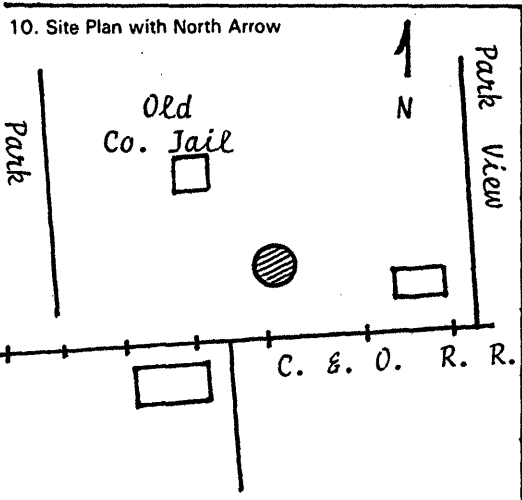 10. Site Plan with North Arrow
Old
Co. Jail
N
Park
Park View
C. & O. R. R.